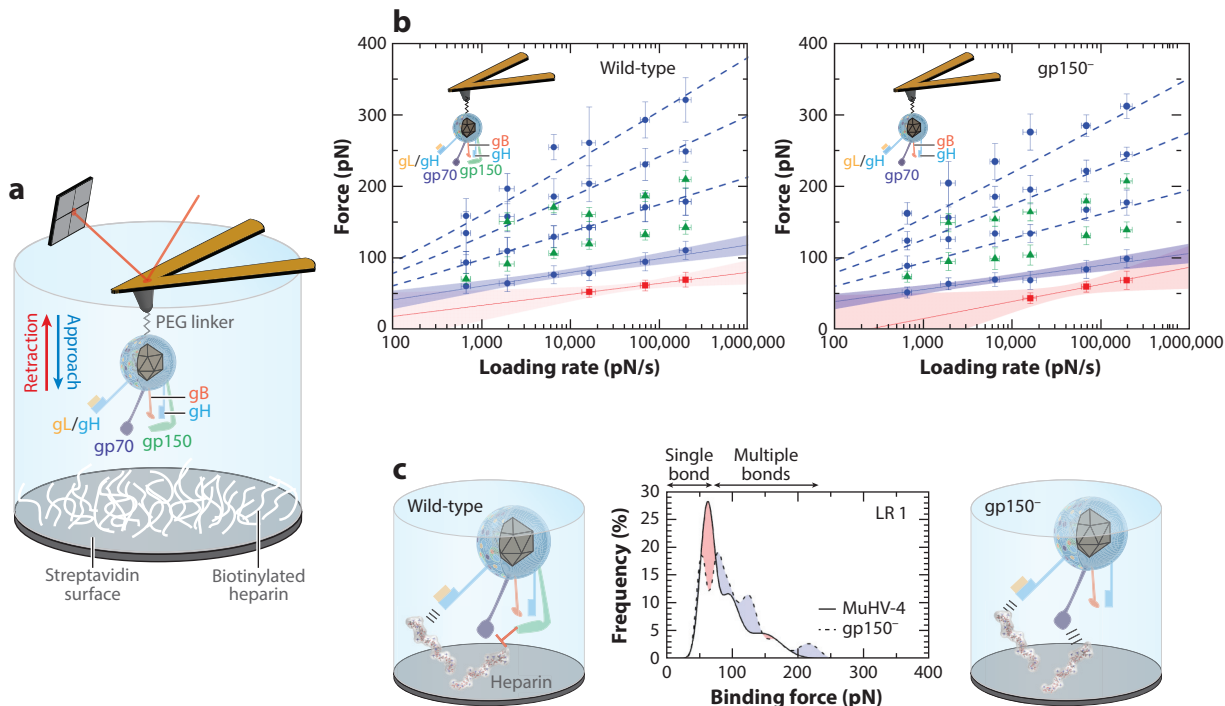 a
Retraction
Approach
PEG linker
gB
gH
gL/gH
gp70
gp150
Streptavidin
surface
Biotinylated
heparin
b
400
300
200
100
0
Force (pN)
Wild-type
gB
gL/gH
gH
gp70
gp150
100
1,000
10,000
100,000
1,000,000
Loading rate (pN/s)
400
300
200
100
0
Force (pN)
gp150⁻
gB
gL/gH
gH
gp70
100
1,000
10,000
100,000
1,000,000
Loading rate (pN/s)
c
Wild-type
Heparin
Single
bond
Multiple
bonds
30
25
20
15
10
5
0
Frequency (%)
LR 1
MuHV-4
gp150⁻
0
100
200
300
400
Binding force (pN)
gp150⁻